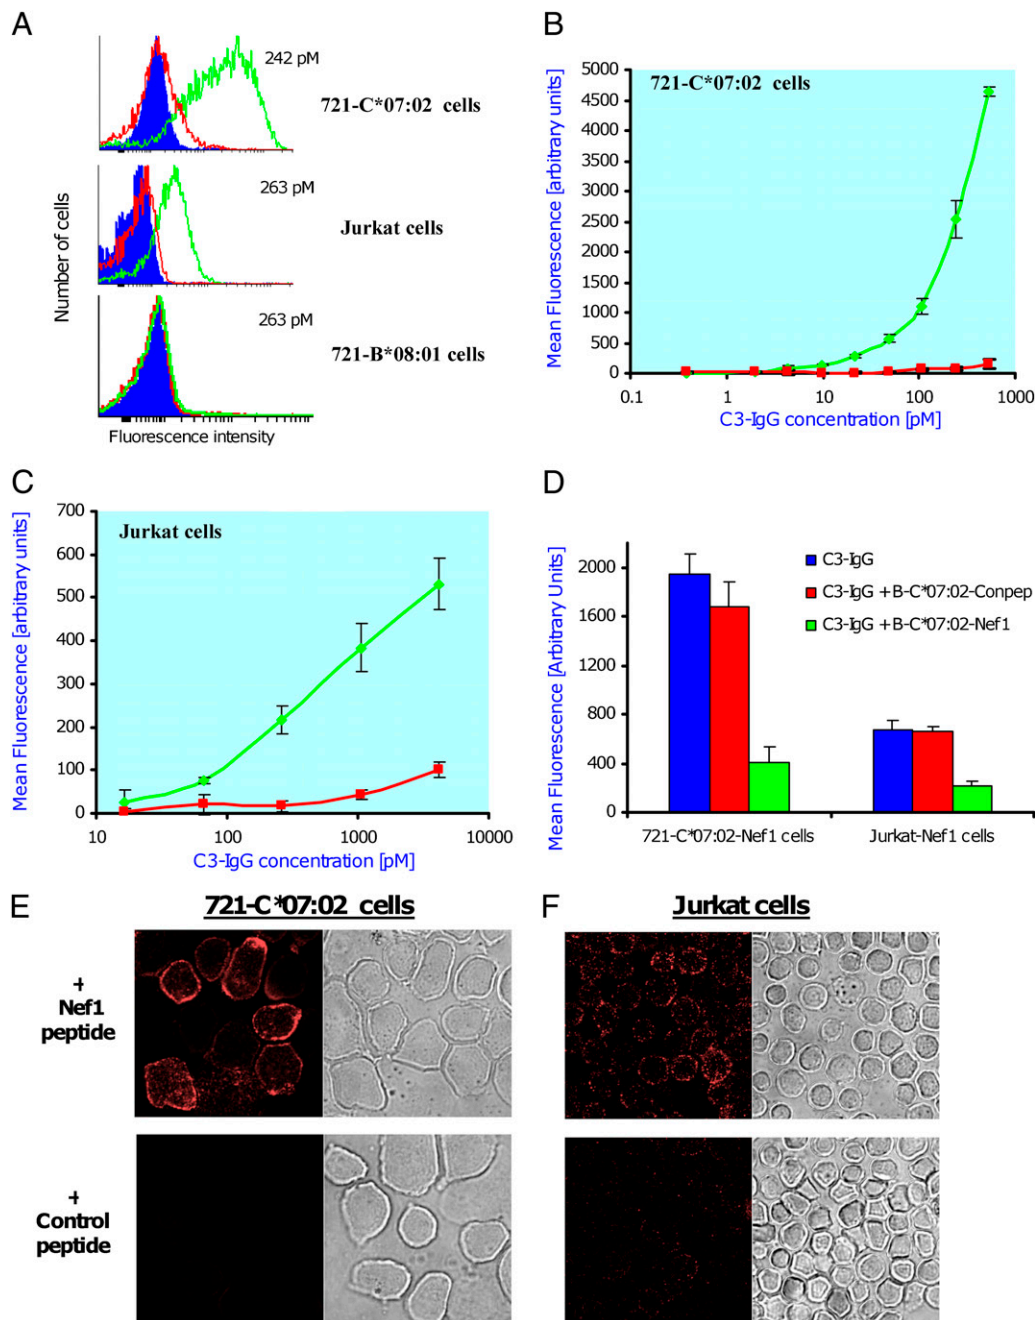 A
242 pM
721-C*07:02 cells
263 pM
Jurkat cells
263 pM
721-B*08:01 cells
Number of cells
Fluorescence intensity
B
721-C*07:02 cells
Mean Fluorescence [arbitrary units]
5000
4500
4000
3500
3000
2500
2000
1500
1000
500
0
0.1
1
10
100
1000
C3-IgG concentration [pM]
C
Jurkat cells
Mean Fluorescence [arbitrary units]
700
600
500
400
300
200
100
0
10
100
1000
10000
C3-IgG concentration [pM]
D
Mean Fluorescence [Arbitrary Units]
2000
1600
1200
800
400
0
C3-IgG
C3-IgG +B-C*07:02-Conpep
C3-IgG +B-C*07:02-Nef1
721-C*07:02-Nef1 cells
Jurkat-Nef1 cells
E
721-C*07:02 cells
+
Nef1
peptide
+
Control
peptide
F
Jurkat cells